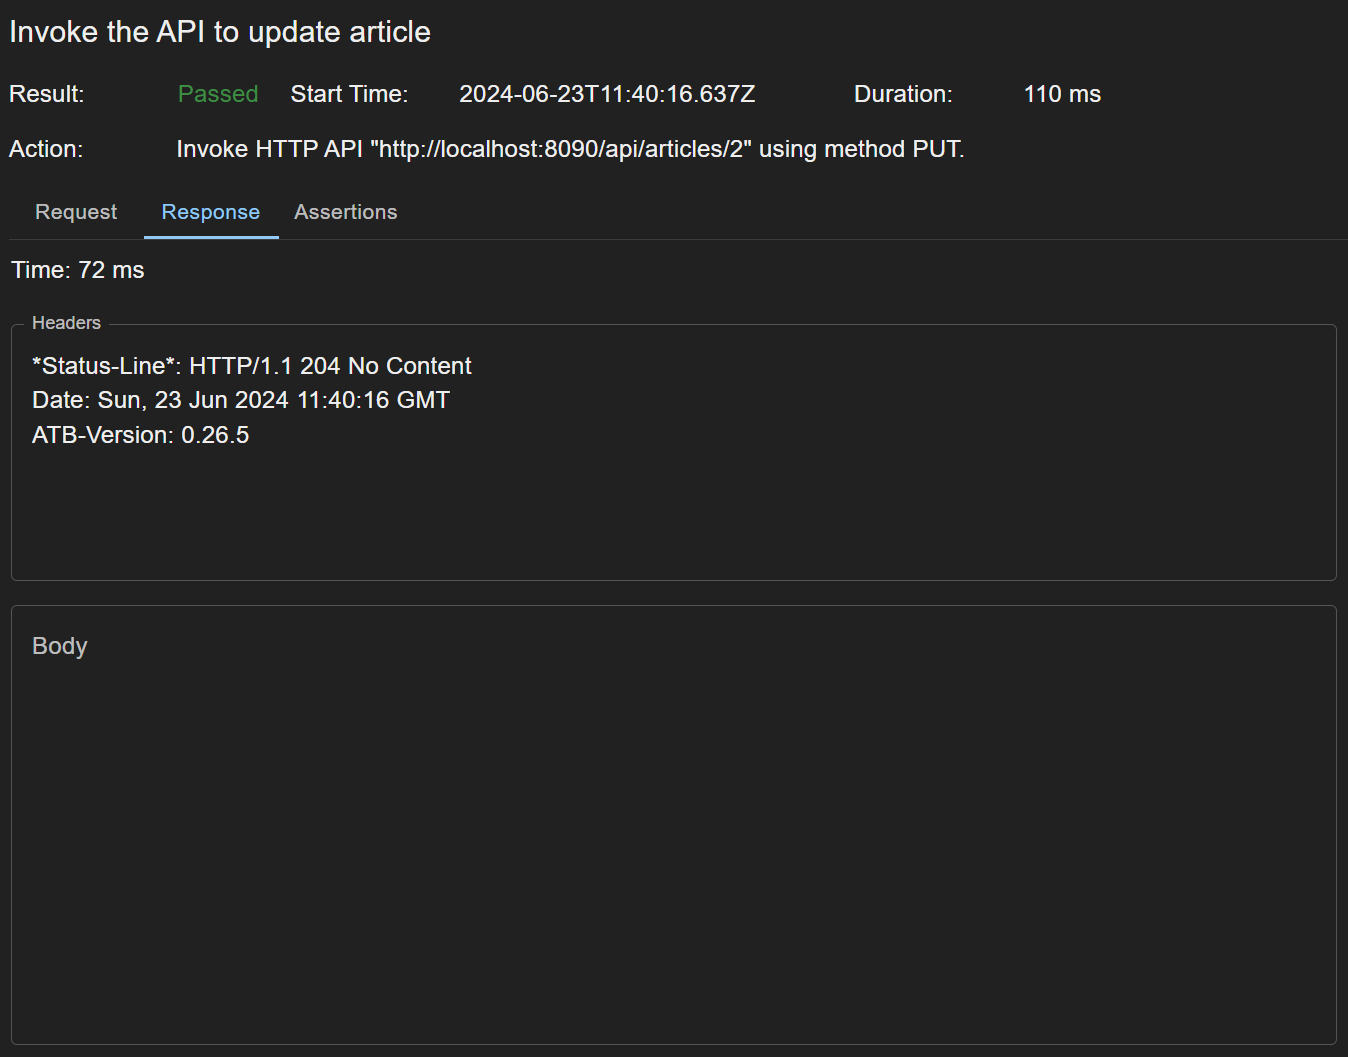 Invoke the API to update article
Result: Passed Start Time: 2024-06-23T11:40:16.637Z Duration: 110 ms
Action: Invoke HTTP API "http://localhost:8090/api/articles/2" using method PUT.
Request Response Assertions
Time: 72 ms
Headers
*Status-Line*: HTTP/1.1 204 No Content
Date: Sun, 23 Jun 2024 11:40:16 GMT
ATB-Version: 0.26.5
Body